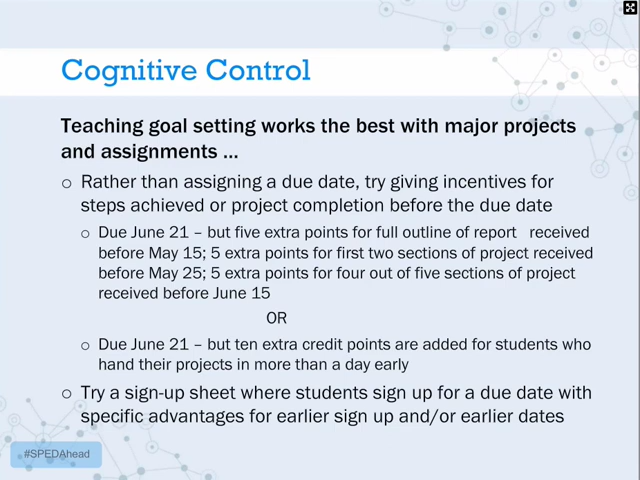 Cognitive Control
Teaching goal setting works the best with major projects
and assignments ...
o Rather than assigning a due date, try giving incentives for
steps achieved or project completion before the due date
o Due June 21 – but five extra points for full outline of report received
before May 15; 5 extra points for first two sections of project received
before May 25; 5 extra points for four out of five sections of project
received before June 15
OR
o Due June 21 – but ten extra credit points are added for students who
hand their projects in more than a day early
o Try a sign-up sheet where students sign up for a due date with
specific advantages for earlier sign up and/or earlier dates
#SPEDAhead